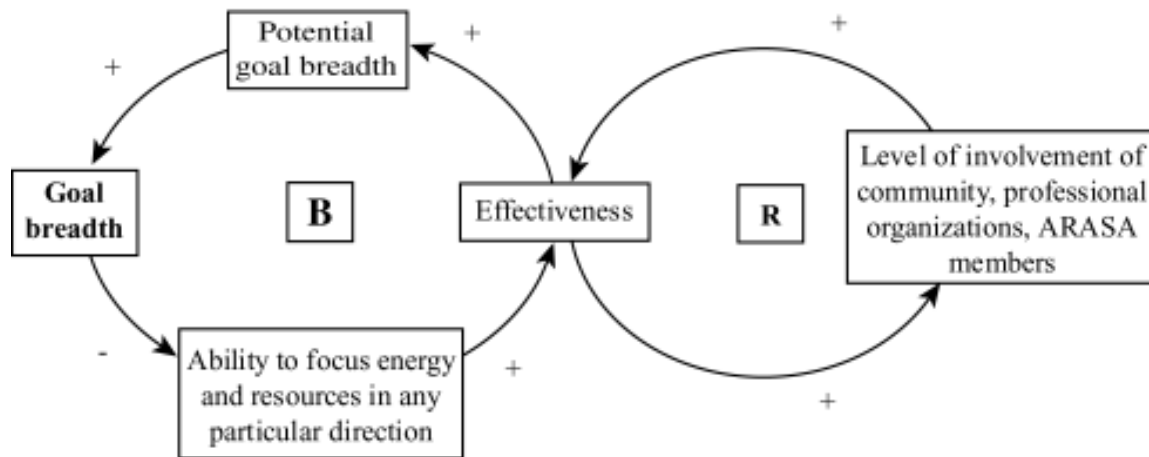 +
Potential
goal breadth
+
+
Goal
breadth
B
Effectiveness
R
Level of involvement of
community, professional
organizations, ARASA
members
-
Ability to focus energy
and resources in any
particular direction
+
+